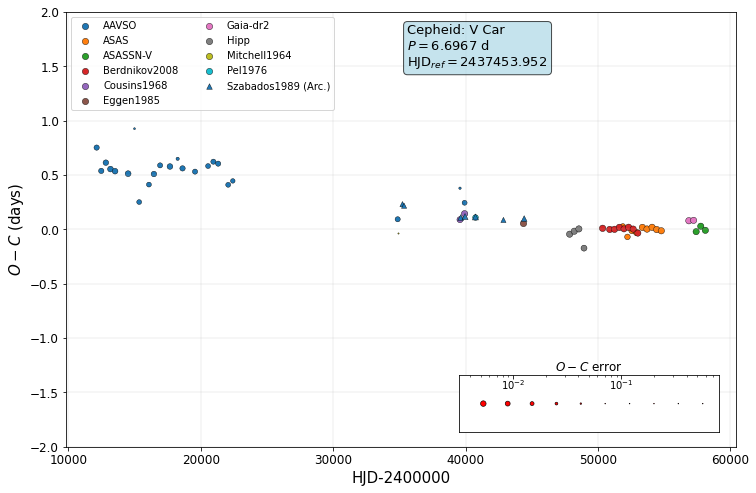 AAVSO
ASAS
ASASSN-V
Berdnikov2008
Cousins1968
Eggen1985
Gaia-dr2
Hipp
Mitchell1964
Pel1976
Szabados1989 (Arc.)
Cepheid: V Car
P = 6.6967 d
HJD_ref = 2437453.952
2.0
1.5
1.0
0.5
0.0
−0.5
−1.0
−1.5
−2.0
O − C (days)
O − C error
10⁻²
10⁻¹
10000
20000
30000
40000
50000
60000
HJD-2400000